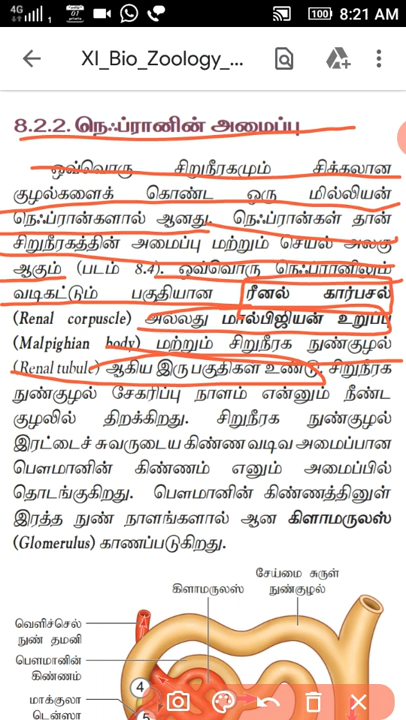 4G
1
100
8:21 AM
XI_Bio_Zoology_...
8.2.2. நெஃப்ரானின் அமைப்பு
ஒவ்வொரு சிறுநீரகமும் சிக்கலான
குழல்களைக் கொண்ட ஒரு மில்லியன்
நெஃப்ரான்களால் ஆனது. நெஃப்ரான்கள் தான்
சிறுநீரகத்தின் அமைப்பு மற்றும் செயல் அலகு
ஆகும் (படம் 8.4). ஒவ்வொரு நெஃப்ரானிலும்
வடிகட்டும் பகுதியான ரீனல் கார்பசல்
(Renal corpuscle) அல்லது மால்பிஜியன் உறுப்பு
(Malpighian body) மற்றும் சிறுநீரக நுண்குழல்
(Renal tubule) ஆகிய இரு பகுதிகள் உண்டு. சிறுநீரக
நுண்குழல் சேகரிப்பு நாளம் என்னும் நீண்ட
குழலில் திறக்கிறது. சிறுநீரக நுண்குழல்
இரட்டைச் சுவருடைய கிண்ண வடிவ அமைப்பான
பௌமானின் கிண்ணம் எனும் அமைப்பில்
தொடங்குகிறது. பௌமானின் கிண்ணத்தினுள்
இரத்த நுண் நாளங்களால் ஆன கிளாமருலஸ்
(Glomerulus) காணப்படுகிறது.
சேய்மை சுருள்
நுண்குழல்
கிளாமருலஸ்
வெளிச்செல்
நுண் தமனி
பௌமானின்
கிண்ணம்
மாக்குலா
டென்ஸா
4
5